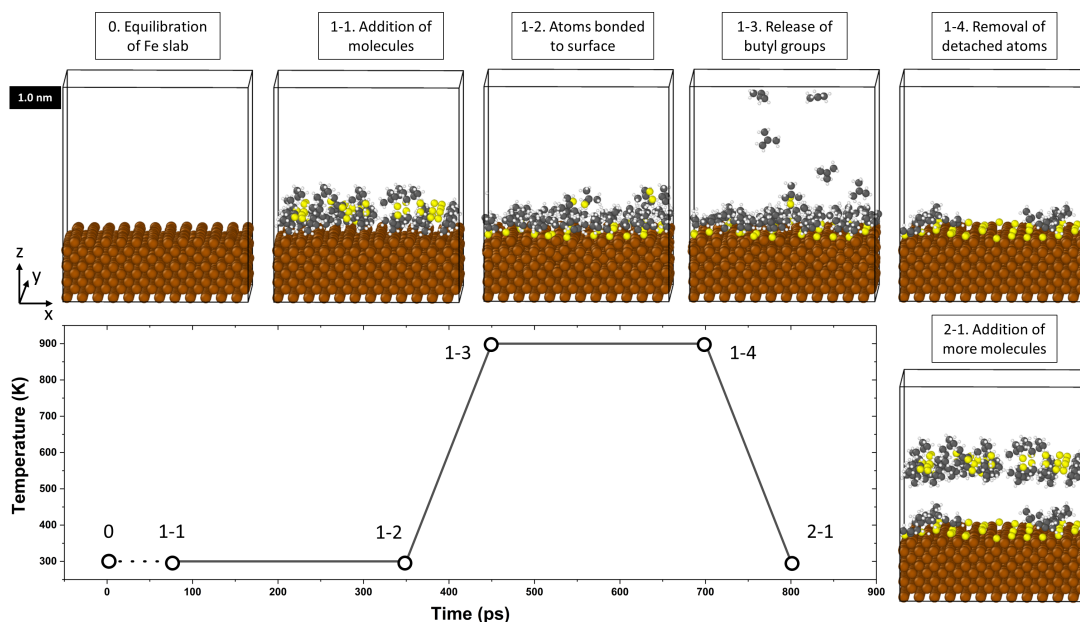 0. Equilibration
of Fe slab
1-1. Addition of
molecules
1-2. Atoms bonded
to surface
1-3. Release of
butyl groups
1-4. Removal of
detached atoms
1.0 nm
z
y
x
2-1. Addition of
more molecules
Temperature (K)
900
800
700
600
500
400
300
0
1-1
1-2
1-3
1-4
2-1
0
100
200
300
400
500
600
700
800
900
Time (ps)